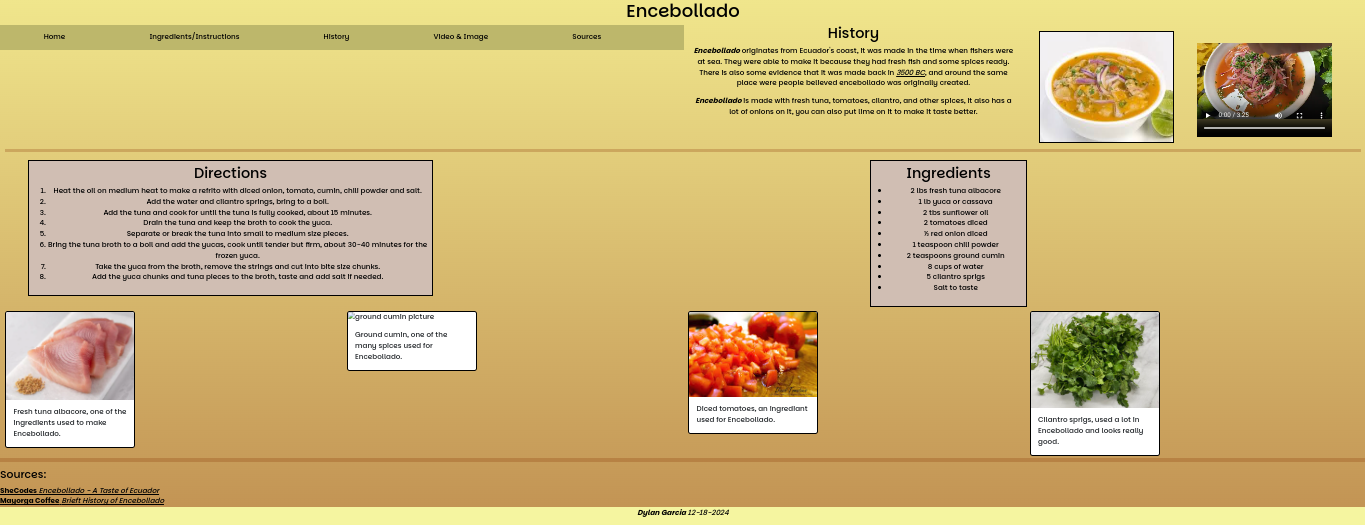 Encebollado
Home Ingredients/Instructions History Video & Image Sources
History
Encebollado originates from Ecuador's coast, it was made in the time when fishers were
at sea. They were able to make it because they had fresh fish and some spices ready.
There is also some evidence that it was made back in 3500 BC, and around the same
place were people believed encebollado was originally created.
Encebollado is made with fresh tuna, tomatoes, cilantro, and other spices, it also has a
lot of onions on it, you can also put lime on it to make it taste better.
0:00 / 3:25
Directions
1. Heat the oil on medium heat to make a refrito with diced onion, tomato, cumin, chili powder and salt.
2. Add the water and cilantro springs, bring to a boil.
3. Add the tuna and cook for until the tuna is fully cooked, about 15 minutes.
4. Drain the tuna and keep the broth to cook the yuca.
5. Separate or break the tuna into small to medium size pieces.
6. Bring the tuna broth to a boil and add the yucas, cook until tender but firm, about 30-40 minutes for the
frozen yuca.
7. Take the yuca from the broth, remove the strings and cut into bite size chunks.
8. Add the yuca chunks and tuna pieces to the broth, taste and add salt if needed.
Ingredients
2 lbs fresh tuna albacore
1 lb yuca or cassava
2 tbs sunflower oil
2 tomatoes diced
½ red onion diced
1 teaspoon chili powder
2 teaspoons ground cumin
8 cups of water
5 cilantro sprigs
Salt to taste
Fresh tuna albacore, one of the
ingredients used to make
Encebollado.
ground cumin picture
Ground cumin, one of the
many spices used for
Encebollado.
Diced tomatoes, an ingrediant
used for Encebollado.
Cilantro sprigs, used a lot in
Encebollado and looks really
good.
Sources:
SheCodes Encebollado - A Taste of Ecuador
Mayorga Coffee Brieft History of Encebollado
Dylan Garcia 12-18-2024